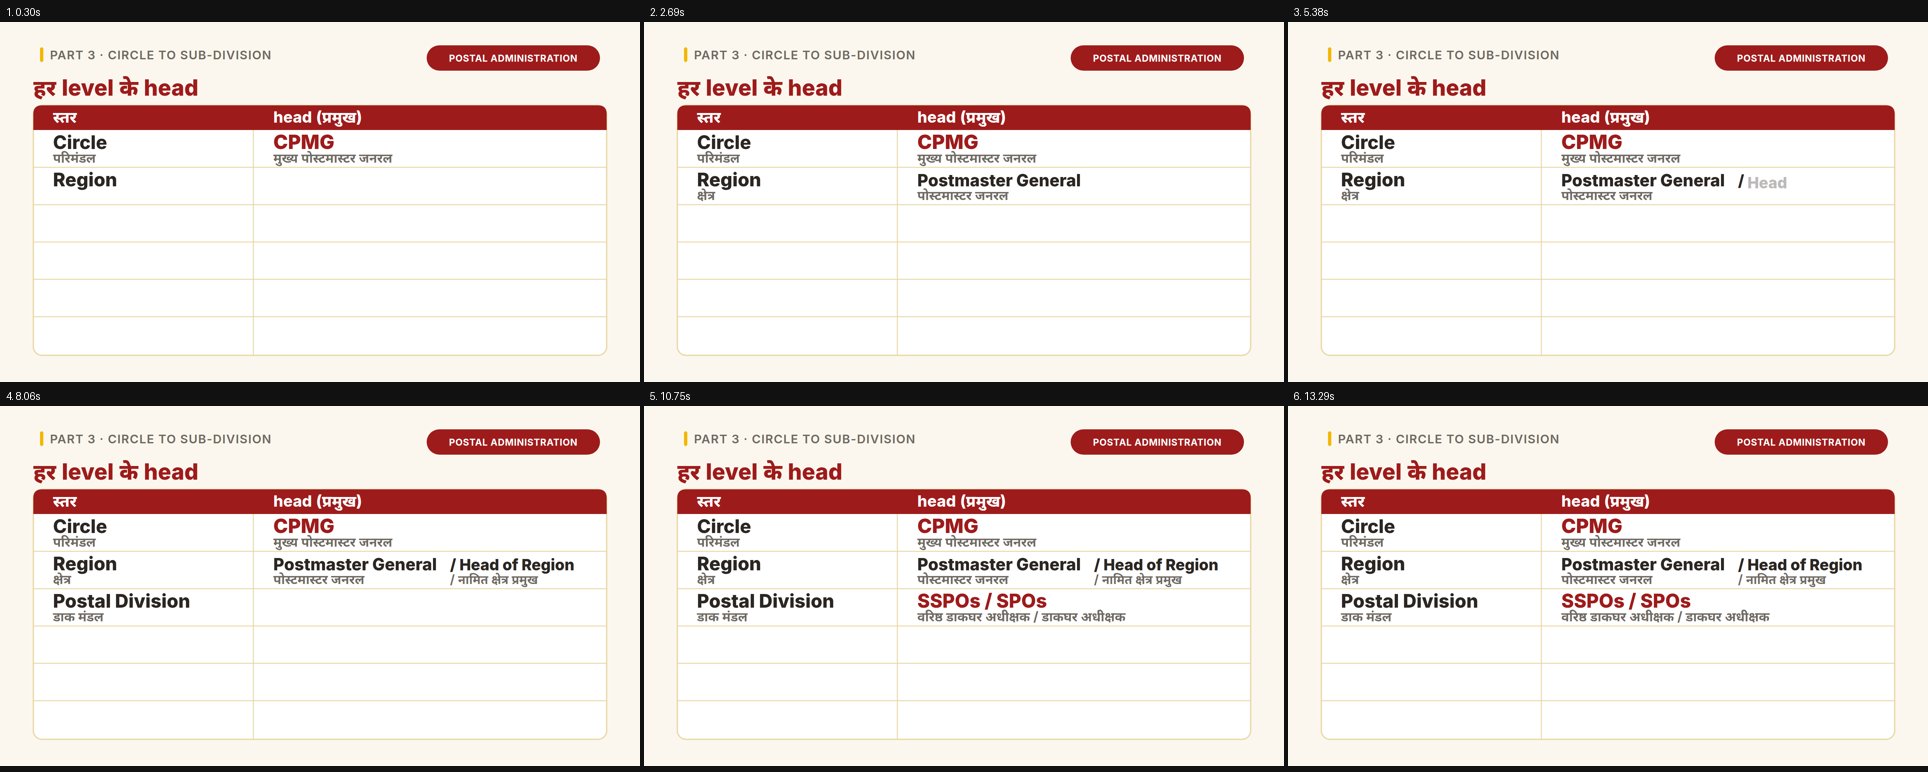 1. 0.30s
PART 3 · CIRCLE TO SUB-DIVISION
POSTAL ADMINISTRATION
हर level के head
स्तर head (प्रमुख)
Circle CPMG
परिमंडल मुख्य पोस्टमास्टर जनरल
Region
2. 2.69s
PART 3 · CIRCLE TO SUB-DIVISION
POSTAL ADMINISTRATION
हर level के head
स्तर head (प्रमुख)
Circle CPMG
परिमंडल मुख्य पोस्टमास्टर जनरल
Region Postmaster General
क्षेत्र पोस्टमास्टर जनरल
3. 5.38s
PART 3 · CIRCLE TO SUB-DIVISION
POSTAL ADMINISTRATION
हर level के head
स्तर head (प्रमुख)
Circle CPMG
परिमंडल मुख्य पोस्टमास्टर जनरल
Region Postmaster General / Head
क्षेत्र पोस्टमास्टर जनरल
4. 8.06s
PART 3 · CIRCLE TO SUB-DIVISION
POSTAL ADMINISTRATION
हर level के head
स्तर head (प्रमुख)
Circle CPMG
परिमंडल मुख्य पोस्टमास्टर जनरल
Region Postmaster General / Head of Region
क्षेत्र पोस्टमास्टर जनरल / नामित क्षेत्र प्रमुख
Postal Division
डाक मंडल
5. 10.75s
PART 3 · CIRCLE TO SUB-DIVISION
POSTAL ADMINISTRATION
हर level के head
स्तर head (प्रमुख)
Circle CPMG
परिमंडल मुख्य पोस्टमास्टर जनरल
Region Postmaster General / Head of Region
क्षेत्र पोस्टमास्टर जनरल / नामित क्षेत्र प्रमुख
Postal Division SSPOs / SPOs
डाक मंडल वरिष्ठ डाकघर अधीक्षक / डाकघर अधीक्षक
6. 13.29s
PART 3 · CIRCLE TO SUB-DIVISION
POSTAL ADMINISTRATION
हर level के head
स्तर head (प्रमुख)
Circle CPMG
परिमंडल मुख्य पोस्टमास्टर जनरल
Region Postmaster General / Head of Region
क्षेत्र पोस्टमास्टर जनरल / नामित क्षेत्र प्रमुख
Postal Division SSPOs / SPOs
डाक मंडल वरिष्ठ डाकघर अधीक्षक / डाकघर अधीक्षक